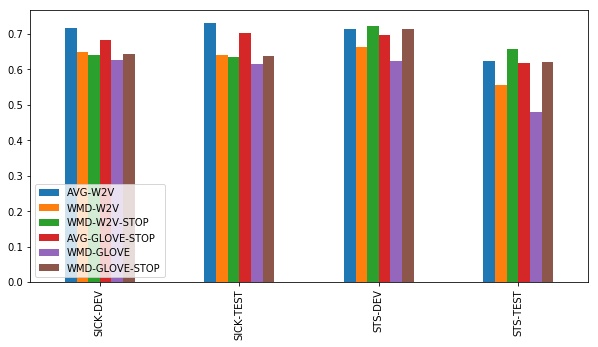 0.7
0.6
0.5
0.4
0.3
0.2
0.1
0.0
AVG-W2V
WMD-W2V
WMD-W2V-STOP
AVG-GLOVE-STOP
WMD-GLOVE
WMD-GLOVE-STOP
SICK-DEV
SICK-TEST
STS-DEV
STS-TEST